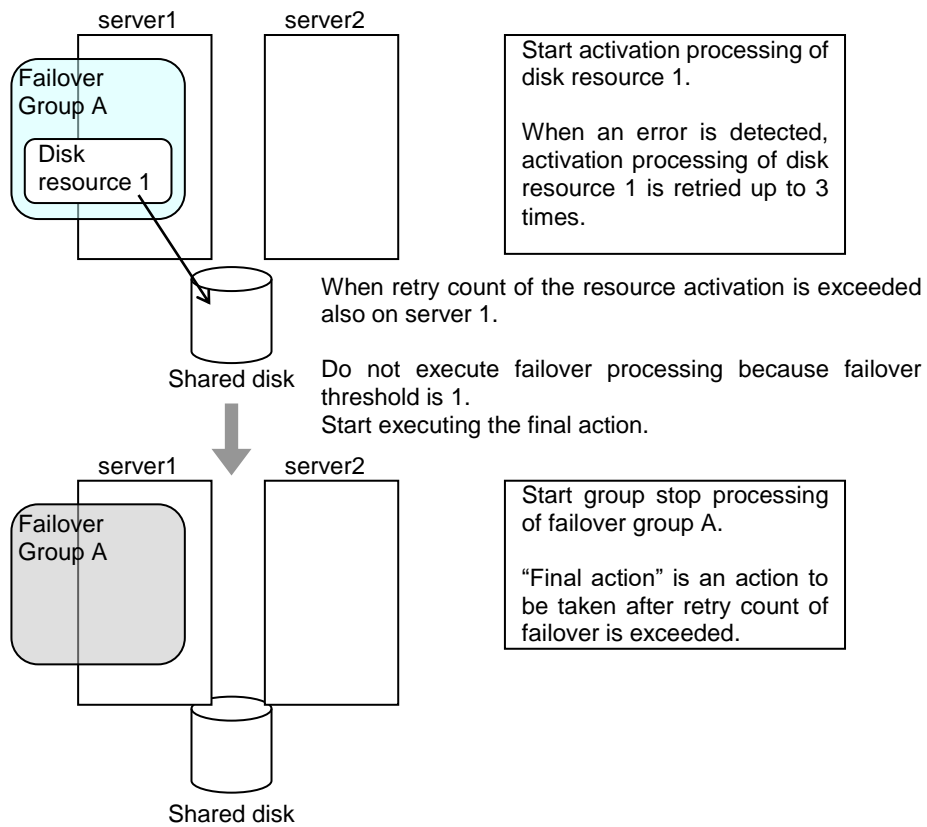 server1
server2
Failover
Group A
Disk
resource 1
Start activation processing of
disk resource 1.
When an error is detected,
activation processing of disk
resource 1 is retried up to 3
times.
Shared disk
When retry count of the resource activation is exceeded
also on server 1.
Do not execute failover processing because failover
threshold is 1.
Start executing the final action.
server1
server2
Failover
Group A
Start group stop processing
of failover group A.
“Final action” is an action to
be taken after retry count of
failover is exceeded.
Shared disk